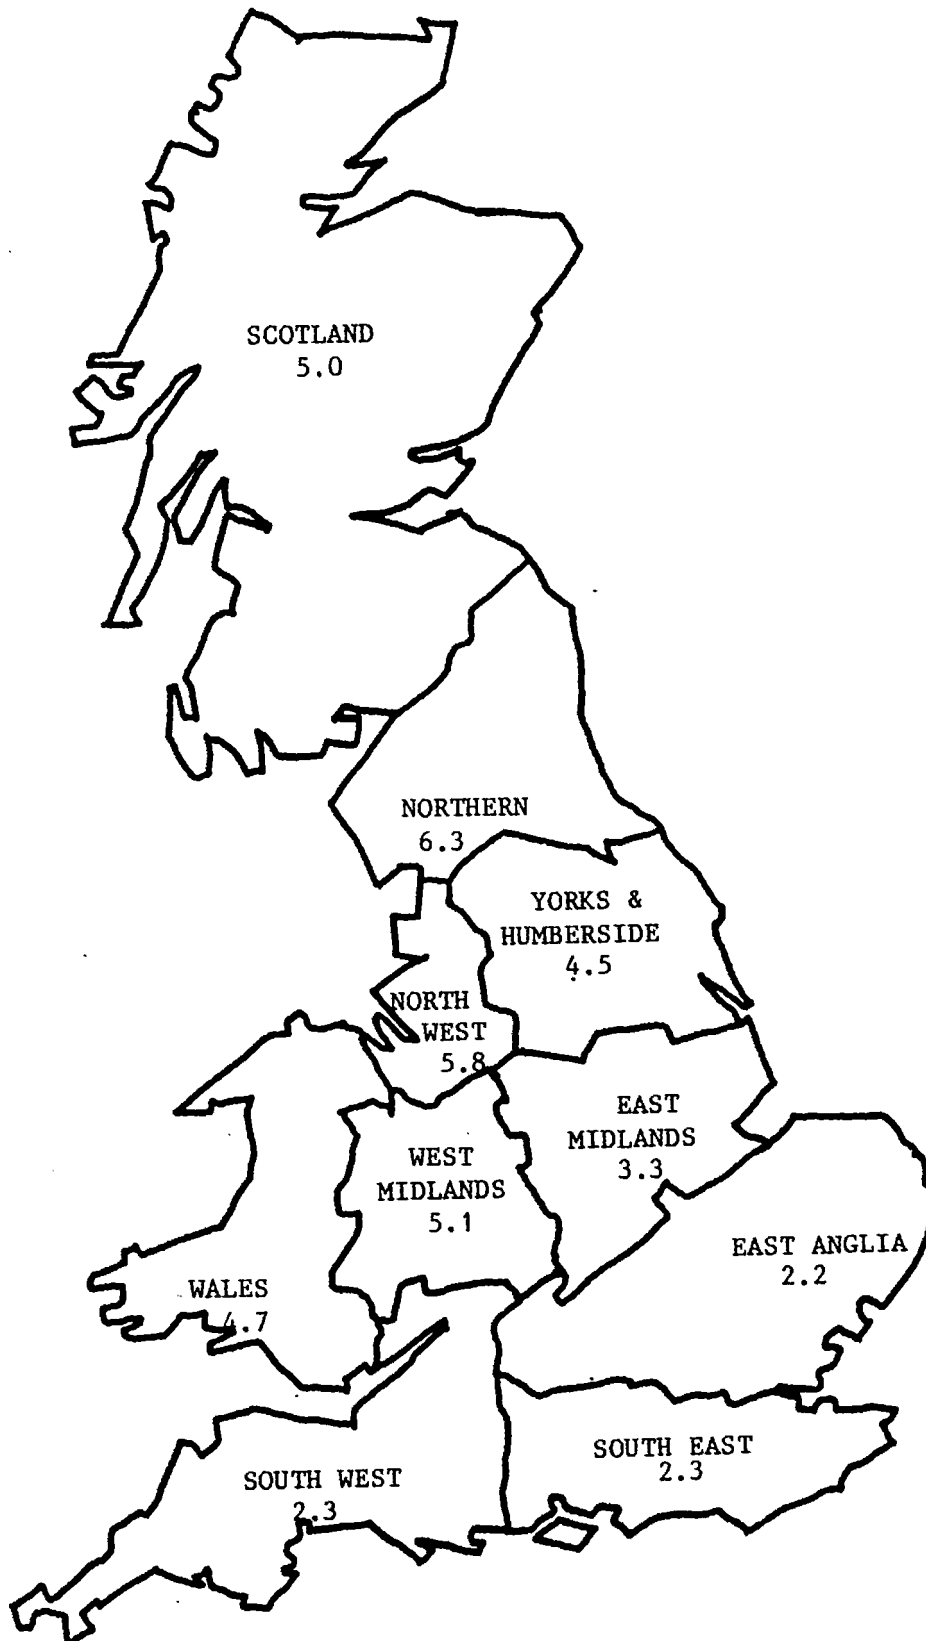 SCOTLAND
5.0
NORTHERN
6.3
YORKS &
HUMBERSIDE
4.5
NORTH
WEST
5.8
EAST
MIDLANDS
3.3
WEST
MIDLANDS
5.1
EAST ANGLIA
2.2
WALES
4.7
SOUTH EAST
2.3
SOUTH WEST
2.3